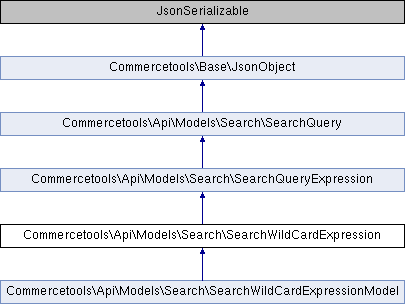 JsonSerializable
Commercetools\Base\JsonObject
Commercetools\Api\Models\Search\SearchQuery
Commercetools\Api\Models\Search\SearchQueryExpression
Commercetools\Api\Models\Search\SearchWildCardExpression
Commercetools\Api\Models\Search\SearchWildCardExpressionModel